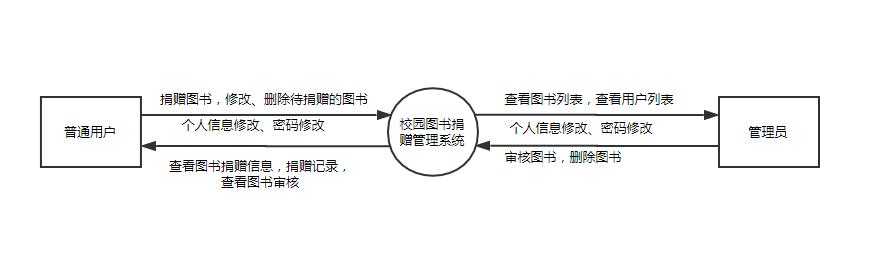 捐赠图书，修改、删除待捐赠的图书
查看图书列表，查看用户列表
普通用户
个人信息修改、密码修改
校园图书捐
赠管理系统
个人信息修改、密码修改
管理员
查看图书捐赠信息，捐赠记录，
查看图书审核
审核图书，删除图书